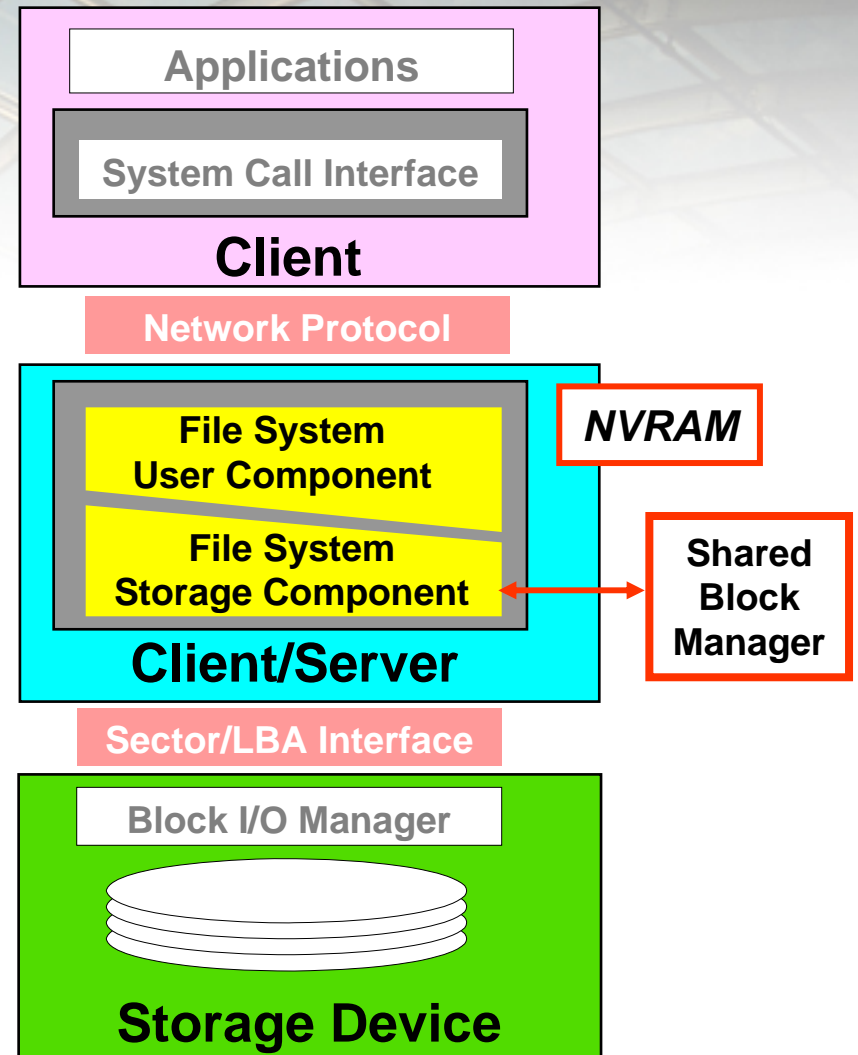 Applications
System Call Interface
Client
Network Protocol
File System
User Component
NVRAM
File System
Storage Component
Shared
Block
Manager
Client/Server
Sector/LBA Interface
Block I/O Manager
Storage Device